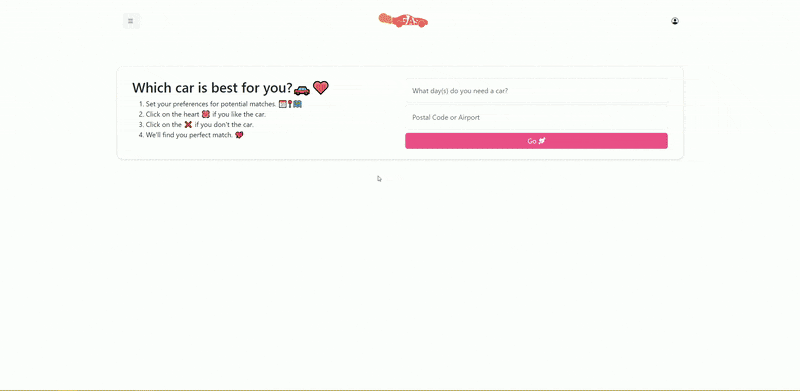 GAS
Which car is best for you?
1. Set your preferences for potential matches.
2. Click on the heart if you like the car.
3. Click on the if you don't the car.
4. We'll find you perfect match.
What day(s) do you need a car?
Postal Code or Airport
Go